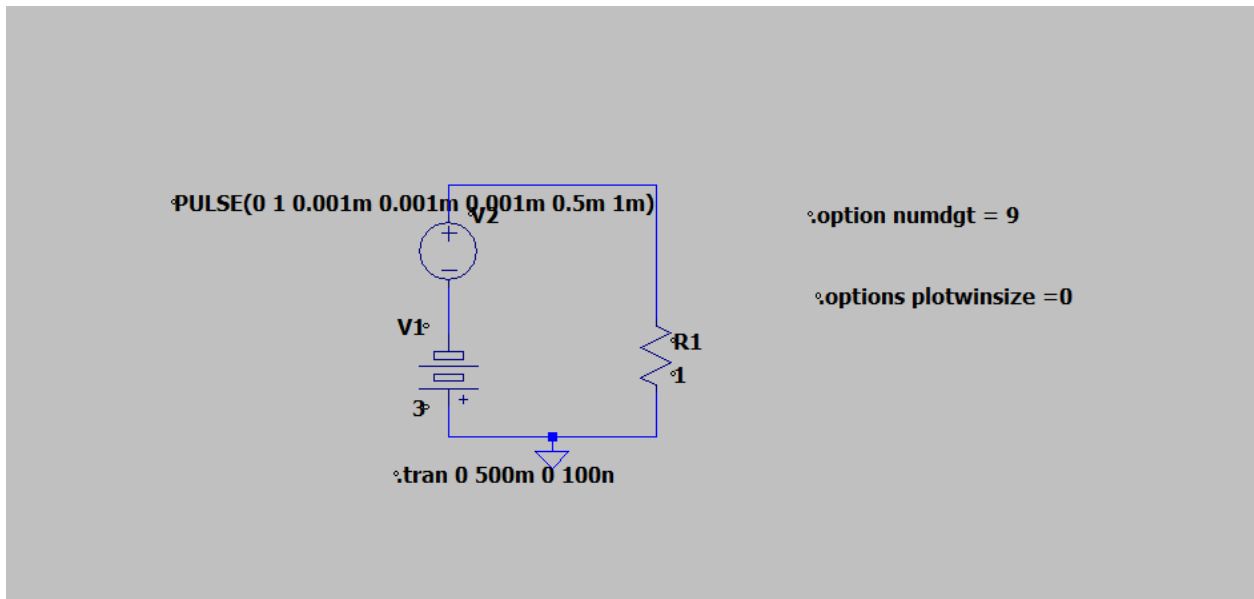 PULSE(0 1 0.001m 0.001m 0.001m 0.5m 1m)
V2
.option numdgt = 9
.options plotwinsize =0
V1
R1
1
3
.tran 0 500m 0 100n